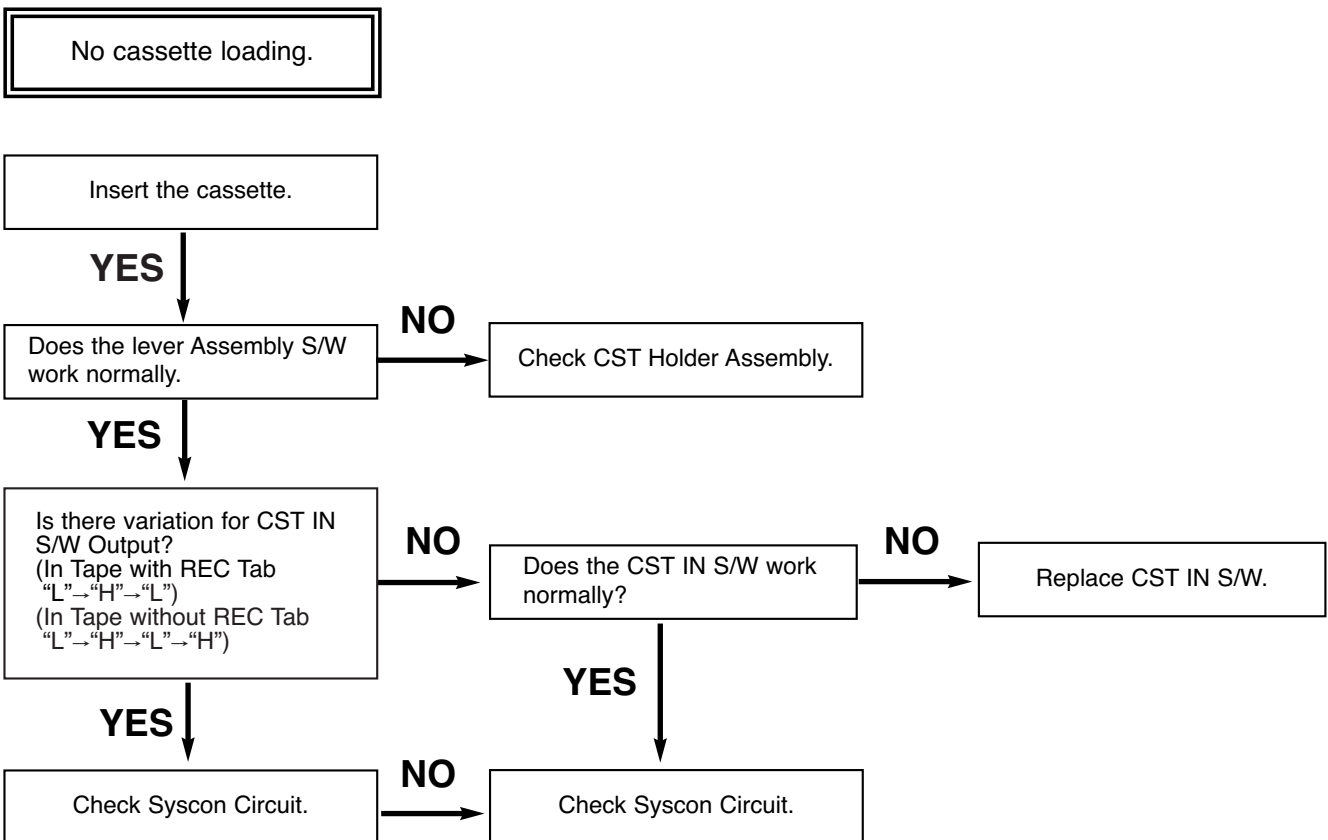 No cassette loading.
Insert the cassette.
YES
Does the lever Assembly S/W
work normally.
NO
Check CST Holder Assembly.
YES
Is there variation for CST IN
S/W Output?
(In Tape with REC Tab
“L”→“H”→“L”)
(In Tape without REC Tab
“L”→“H”→“L”→“H”)
NO
Does the CST IN S/W work
normally?
NO
Replace CST IN S/W.
YES
YES
Check Syscon Circuit.
NO
Check Syscon Circuit.